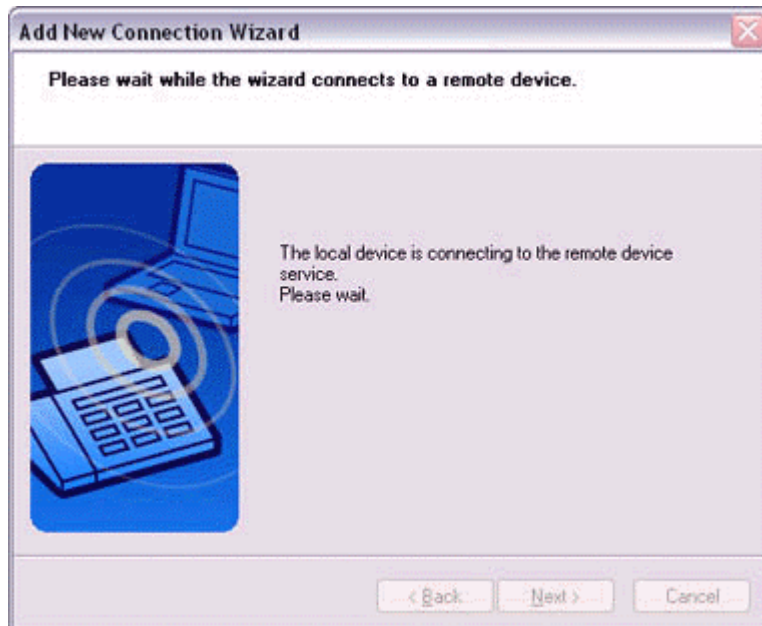 Add New Connection Wizard
Please wait while the wizard connects to a remote device.
The local device is connecting to the remote device
service.
Please wait.
< Back
Next >
Cancel